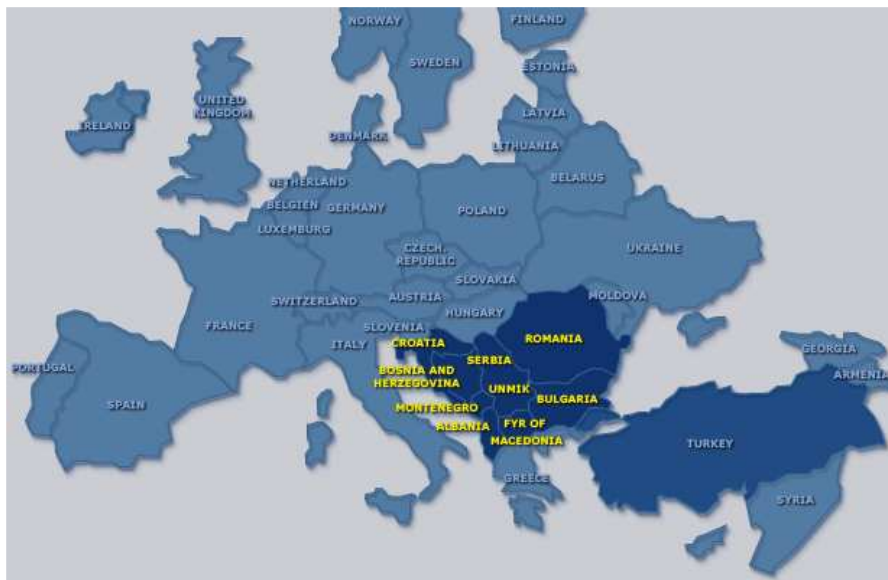 NORWAY
FINLAND
SWEDEN
ESTONIA
UNITED
KINGDOM
LATVIA
IRELAND
DENMARK
LITHUANIA
BELARUS
NETHERLAND
BELGIEN
GERMANY
POLAND
LUXEMBURG
CZECH.
REPUBLIC
UKRAINE
SLOVAKIA
SWITZERLAND
AUSTRIA
MOLDOVA
HUNGARY
FRANCE
SLOVENIA
ITALY
CROATIA
ROMANIA
GEORGIA
SERBIA
PORTUGAL
BOSNIA AND
HERZEGOVINA
ARMENIA
UNMIK
SPAIN
MONTENEGRO
BULGARIA
ALBANIA
FYR OF
MACEDONIA
TURKEY
GREECE
SYRIA